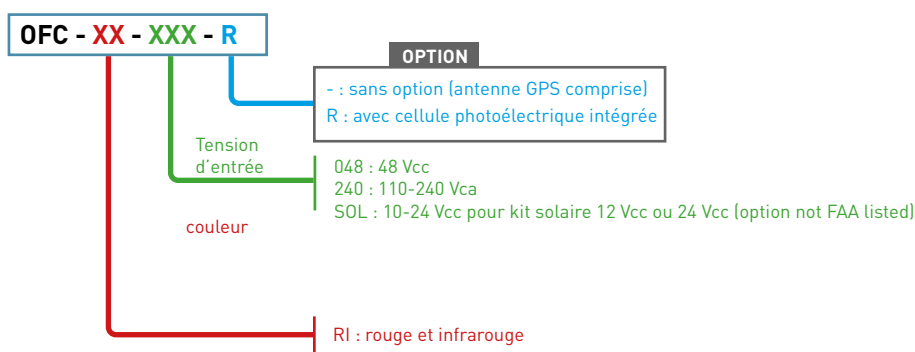 OFC - XX - XXX - R
OPTION
- : sans option (antenne GPS comprise)
R : avec cellule photoélectrique intégrée
Tension
d'entrée
048 : 48 Vcc
240 : 110-240 Vca
SOL : 10-24 Vcc pour kit solaire 12 Vcc ou 24 Vcc (option not FAA listed)
couleur
RI : rouge et infrarouge